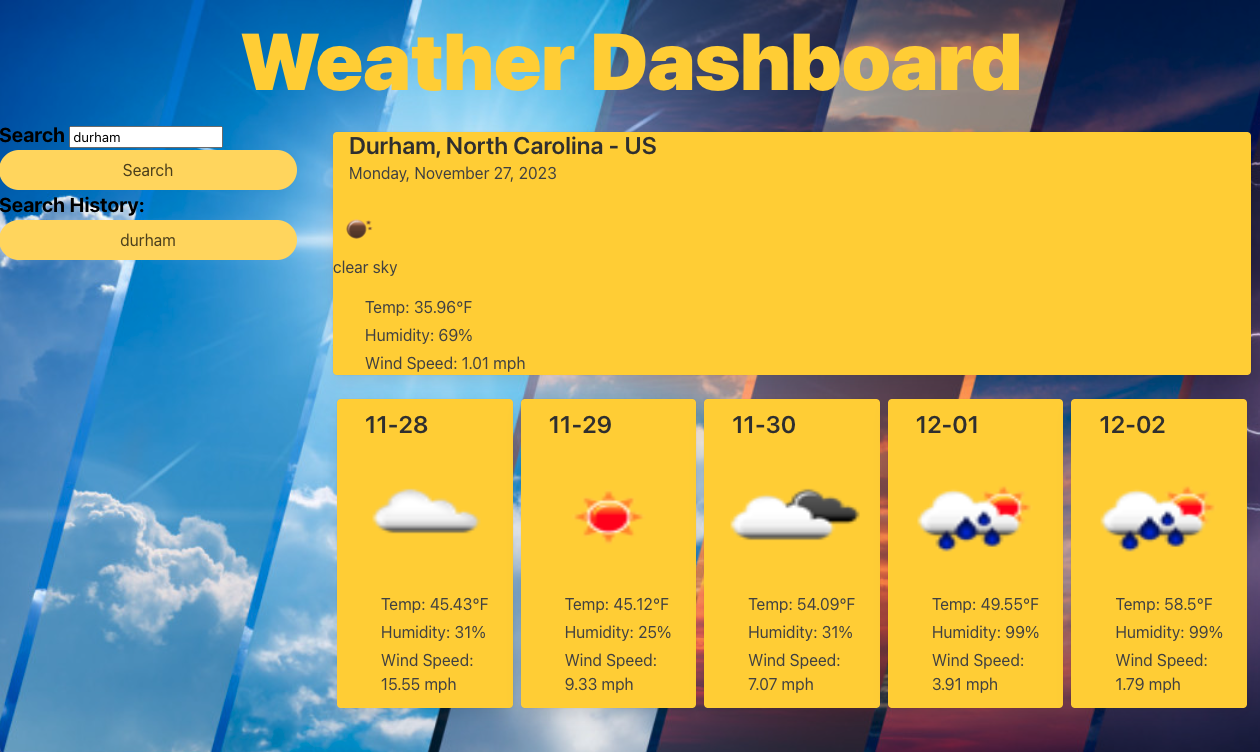 Weather Dashboard
Search durham
Search
Search History:
durham
Durham, North Carolina - US
Monday, November 27, 2023
clear sky
Temp: 35.96°F
Humidity: 69%
Wind Speed: 1.01 mph
11-28
Temp: 45.43°F
Humidity: 31%
Wind Speed:
15.55 mph
11-29
Temp: 45.12°F
Humidity: 25%
Wind Speed:
9.33 mph
11-30
Temp: 54.09°F
Humidity: 31%
Wind Speed:
7.07 mph
12-01
Temp: 49.55°F
Humidity: 99%
Wind Speed:
3.91 mph
12-02
Temp: 58.5°F
Humidity: 99%
Wind Speed:
1.79 mph